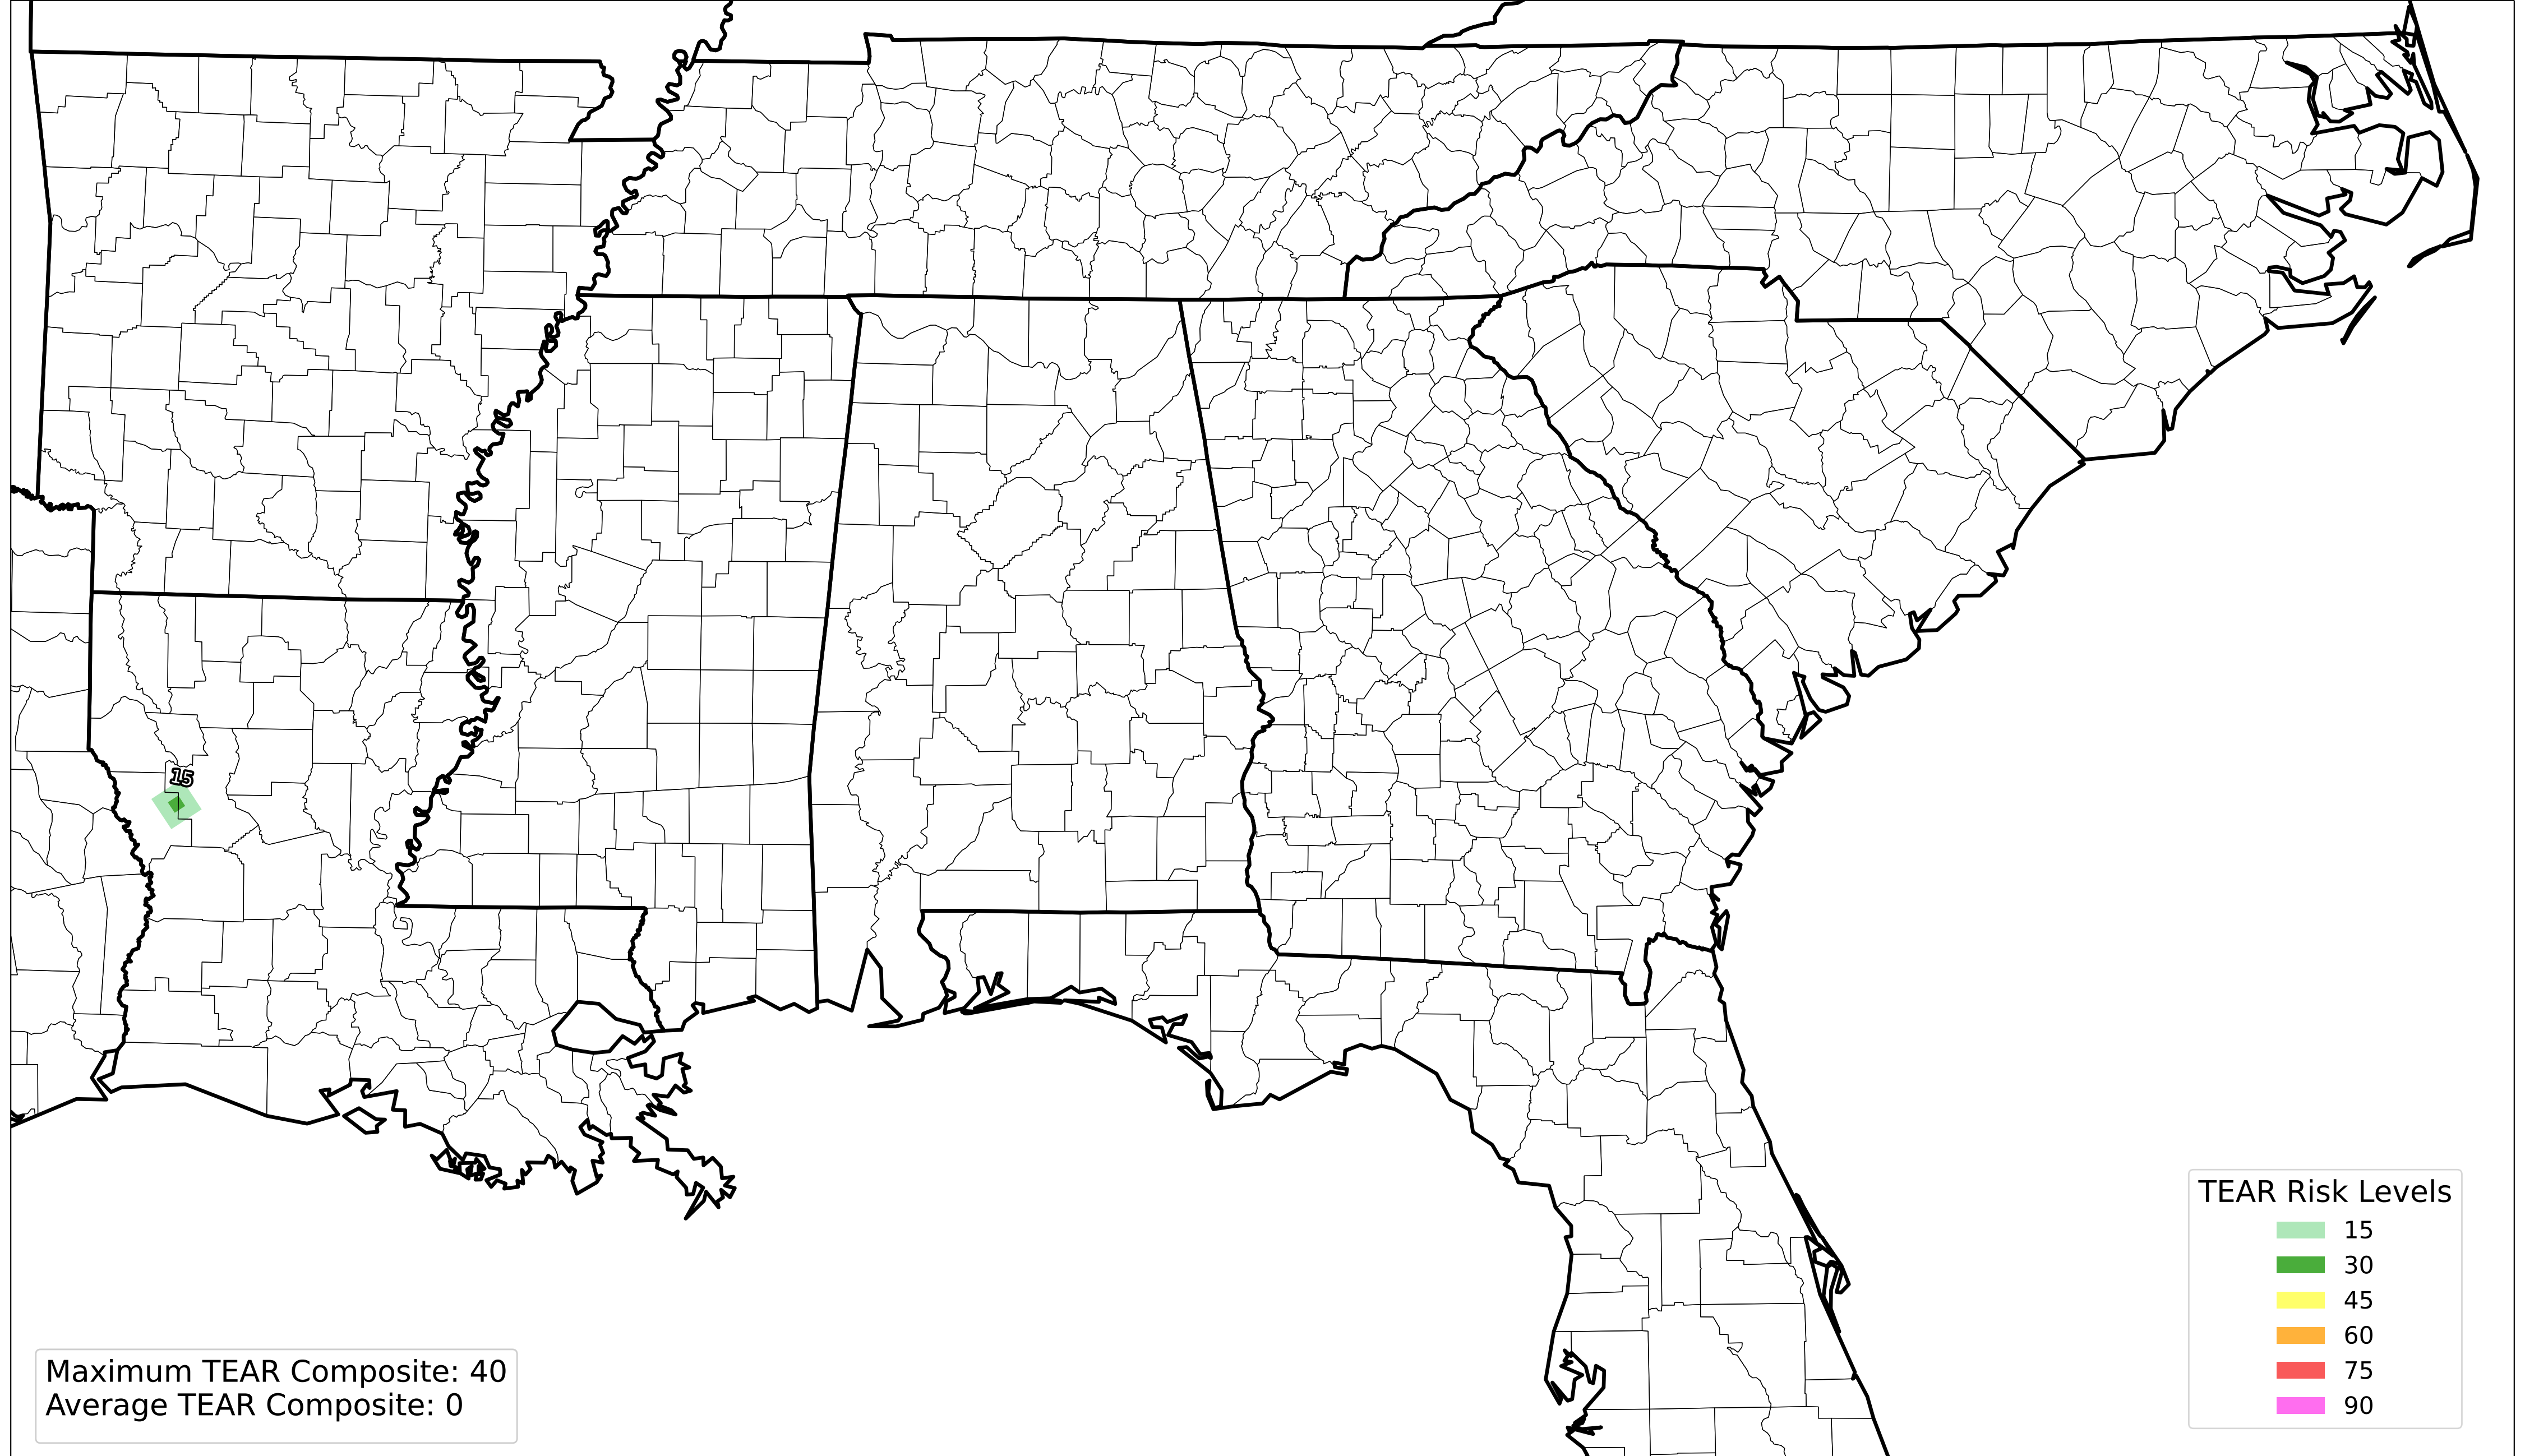 15
TEAR Risk Levels
15
30
45
60
75
90
Maximum TEAR Composite: 40
Average TEAR Composite: 0